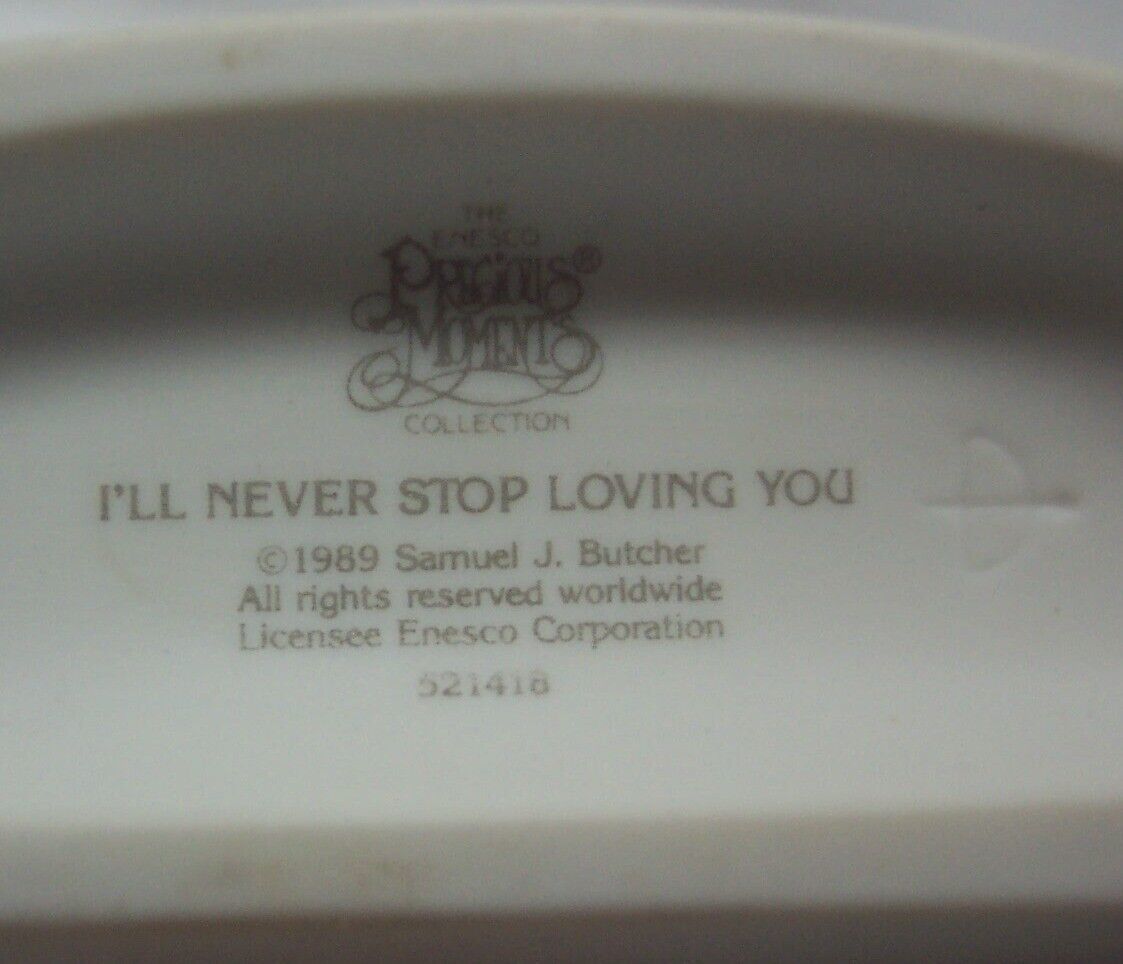 THE
ENESCO
PRECIOUS®
MOMENTS
COLLECTION
I'LL NEVER STOP LOVING YOU
©1989 Samuel J. Butcher
All rights reserved worldwide
Licensee Enesco Corporation
521418